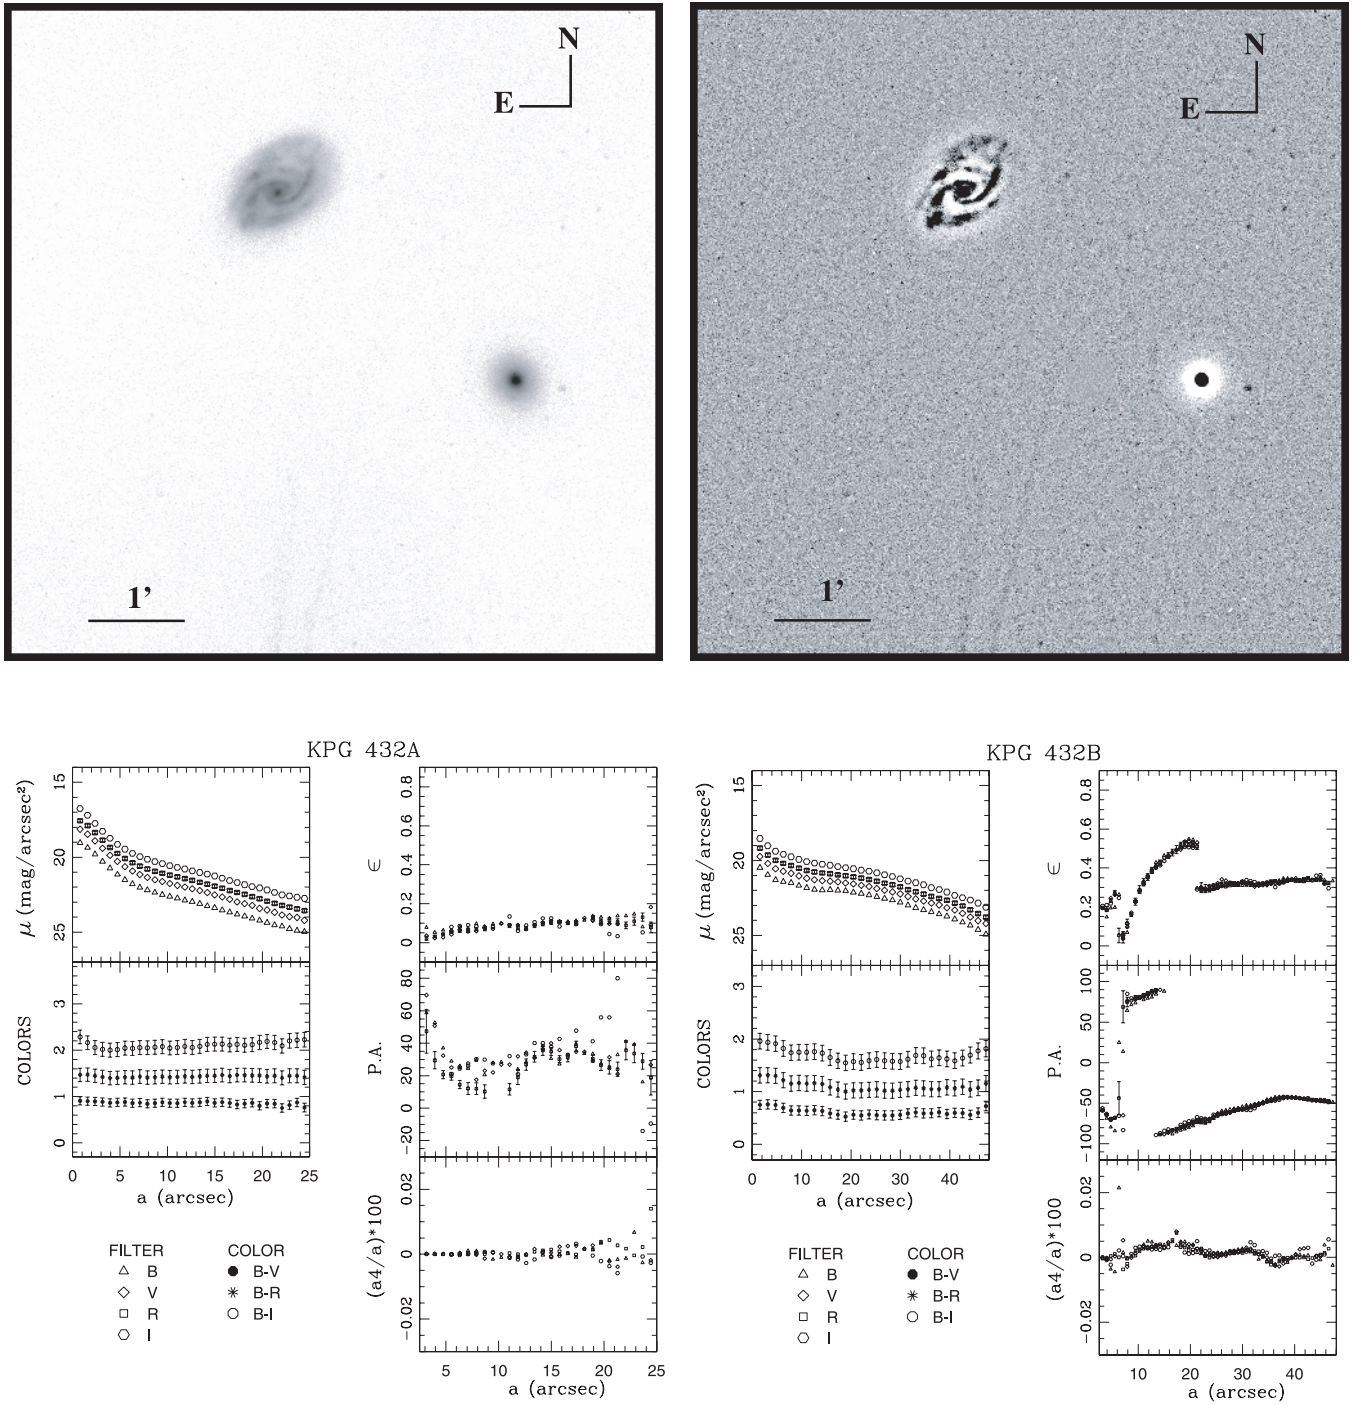 N
E
1’
N
E
1’
KPG 432A
μ (mag/arcsec²)
15
20
25
COLORS
3
2
1
0
0 5 10 15 20 25
a (arcsec)
FILTER COLOR
B B-V
V B-R
R B-I
I
ϵ
0.8
0.6
0.4
0.2
0
P.A.
80
60
40
20
0
−20
(a4/a)*100
0.02
0
−0.02
5 10 15 20 25
a (arcsec)
KPG 432B
μ (mag/arcsec²)
15
20
25
COLORS
3
2
1
0
0 10 20 30 40
a (arcsec)
FILTER COLOR
B B-V
V B-R
R B-I
I
ϵ
0.8
0.6
0.4
0.2
0
P.A.
100
50
0
−50
−100
(a4/a)*100
0.02
0
−0.02
10 20 30 40
a (arcsec)